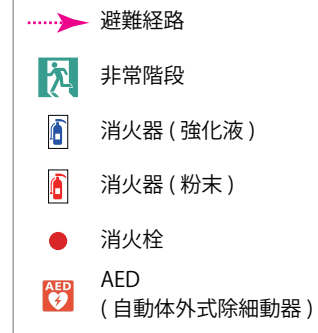 避難経路
非常階段
消火器 ( 強化液 )
消火器 ( 粉末 )
消火栓
AED
AED
( 自動体外式除細動器 )